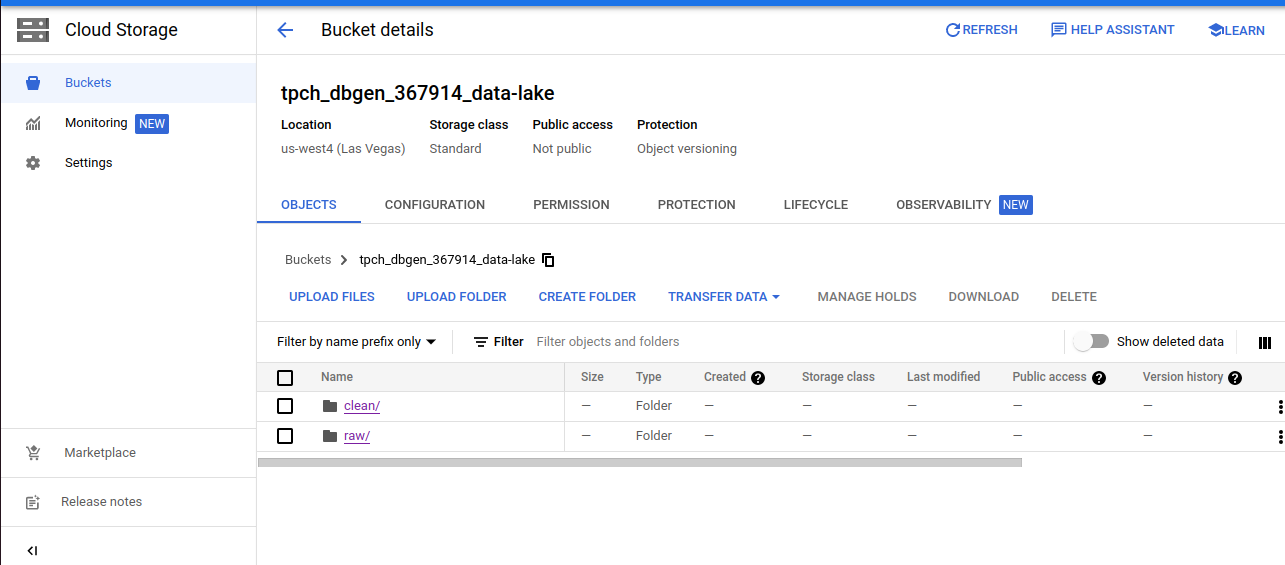 Cloud Storage
Bucket details
REFRESH
HELP ASSISTANT
LEARN
Buckets
Monitoring NEW
Settings
Marketplace
Release notes
tpch_dbgen_367914_data-lake
Location Storage class Public access Protection
us-west4 (Las Vegas) Standard Not public Object versioning
OBJECTS CONFIGURATION PERMISSION PROTECTION LIFECYCLE OBSERVABILITY NEW
Buckets > tpch_dbgen_367914_data-lake
UPLOAD FILES UPLOAD FOLDER CREATE FOLDER TRANSFER DATA MANAGE HOLDS DOWNLOAD DELETE
Filter by name prefix only Filter Filter objects and folders Show deleted data
Name Size Type Created ? Storage class Last modified Public access ? Version history ?
clean/ — Folder — — — — —
raw/ — Folder — — — — —